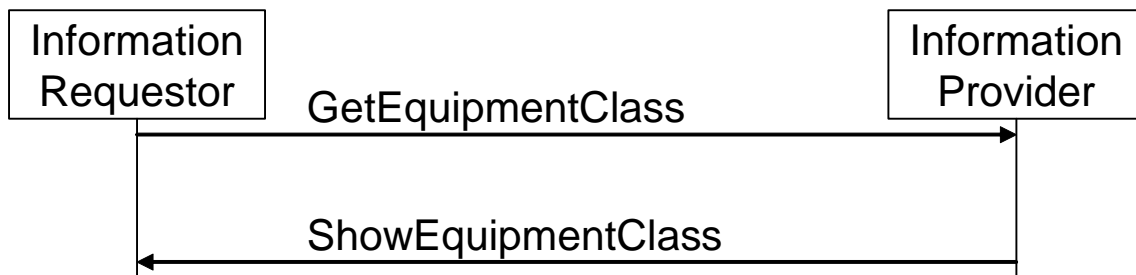 Information
Requestor
Information
Provider
GetEquipmentClass
ShowEquipmentClass